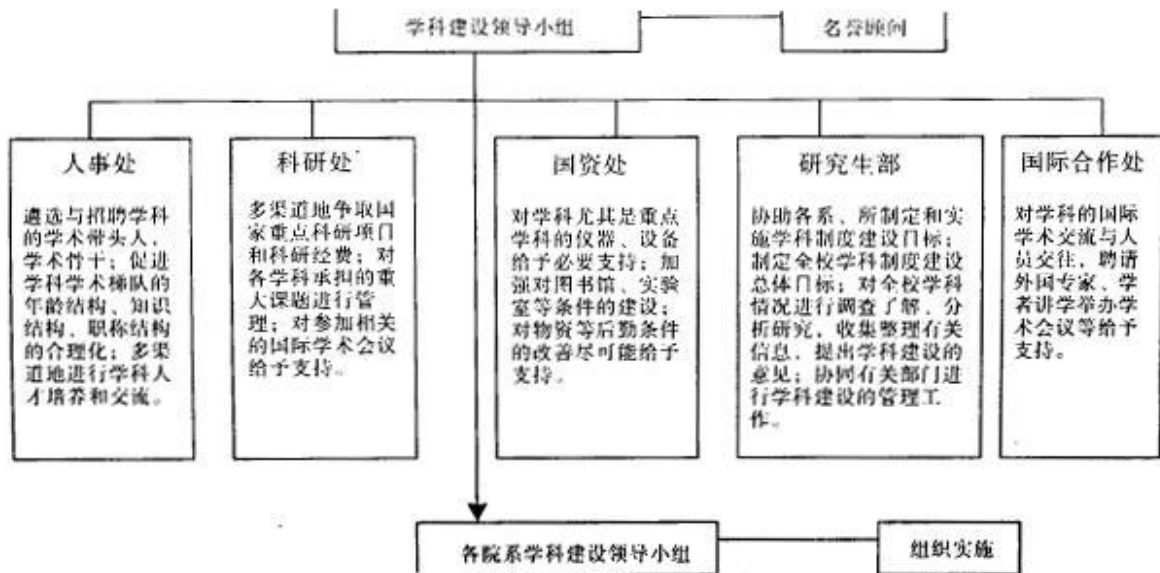 学科建设领导小组
名誉顾问
人事处
遴选与招聘学科
的学术带头人，
学术骨干；促进
学科学术梯队的
年龄结构、知识
结构、职称结构
的合理化；多渠
道地进行学科人
才培养和交流。
科研处
多渠道地争取国
家重点科研项目
和科研经费；对
各学科承担的重
大课题进行管
理；对参加相关
的国际学术会议
给予支持。
国资处
对学科尤其是重点
学科的仪器、设备
给予必要支持；加
强对图书馆、实验
室等条件的建设；
对物资等后勤条件
的改善尽可能给予
支持。
研究生部
协助各系、所制定和实
施学科制度建设目标；
制定全校学科制度建设
总体目标；对全校学科
情况进行调查了解、分
析研究，收集整理有关
信息，提出学科建设的
意见；协同有关部门进
行学科建设的管理工
作。
国际合作处
对学科的国际
学术交流与人
员交往，聘请
外国专家、学
者讲学举办学
术会议等给予
支持。
各院系学科建设领导小组
组织实施